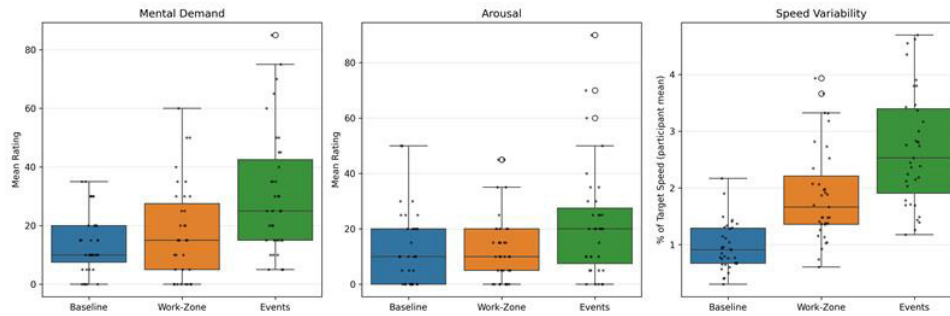 Mental Demand
Mean Rating
80
60
40
20
0
Baseline
Work-Zone
Events
Arousal
Mean Rating
80
60
40
20
0
Baseline
Work-Zone
Events
Speed Variability
% of Target Speed (participant mean)
4
3
2
1
Baseline
Work-Zone
Events